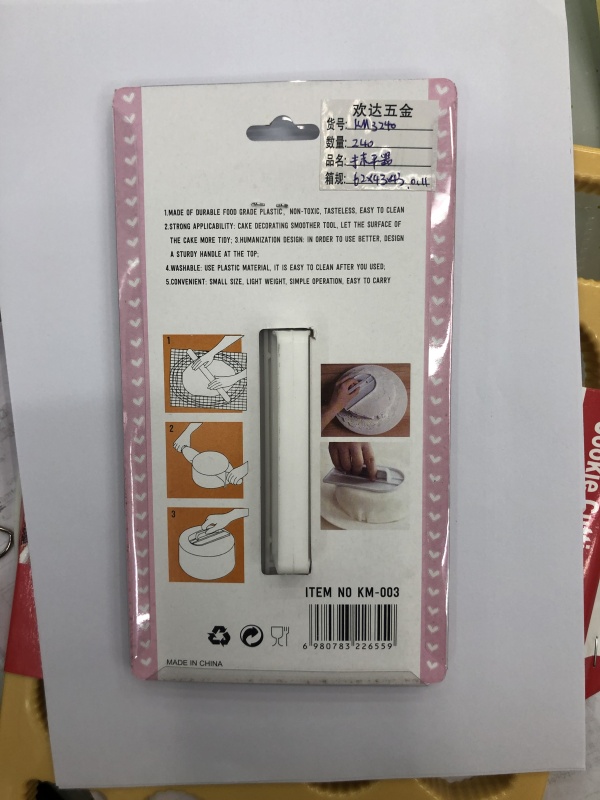 欢达五金
货号: KM3240
数量: 240
品名: 抹平器
箱规: 62X43X43 0.11
1.MADE OF DURABLE FOOD GRADE PLASTIC, NON-TOXIC, TASTELESS, EASY TO CLEAN
2.STRONG APPLICABILITY: CAKE DECORATING SMOOTHER TOOL, LET THE SURFACE OF
THE CAKE MORE TIDY; 3.HUMANIZATION DESIGN: IN ORDER TO USE BETTER, DESIGN
A STURDY HANDLE AT THE TOP;
4.WASHABLE: USE PLASTIC MATERIAL, IT IS EASY TO CLEAN AFTER YOU USED;
5.CONVENIENT: SMALL SIZE, LIGHT WEIGHT, SIMPLE OPERATION, EASY TO CARRY
1
2
3
ITEM NO KM-003
6 980783 226559
MADE IN CHINA
Cookie